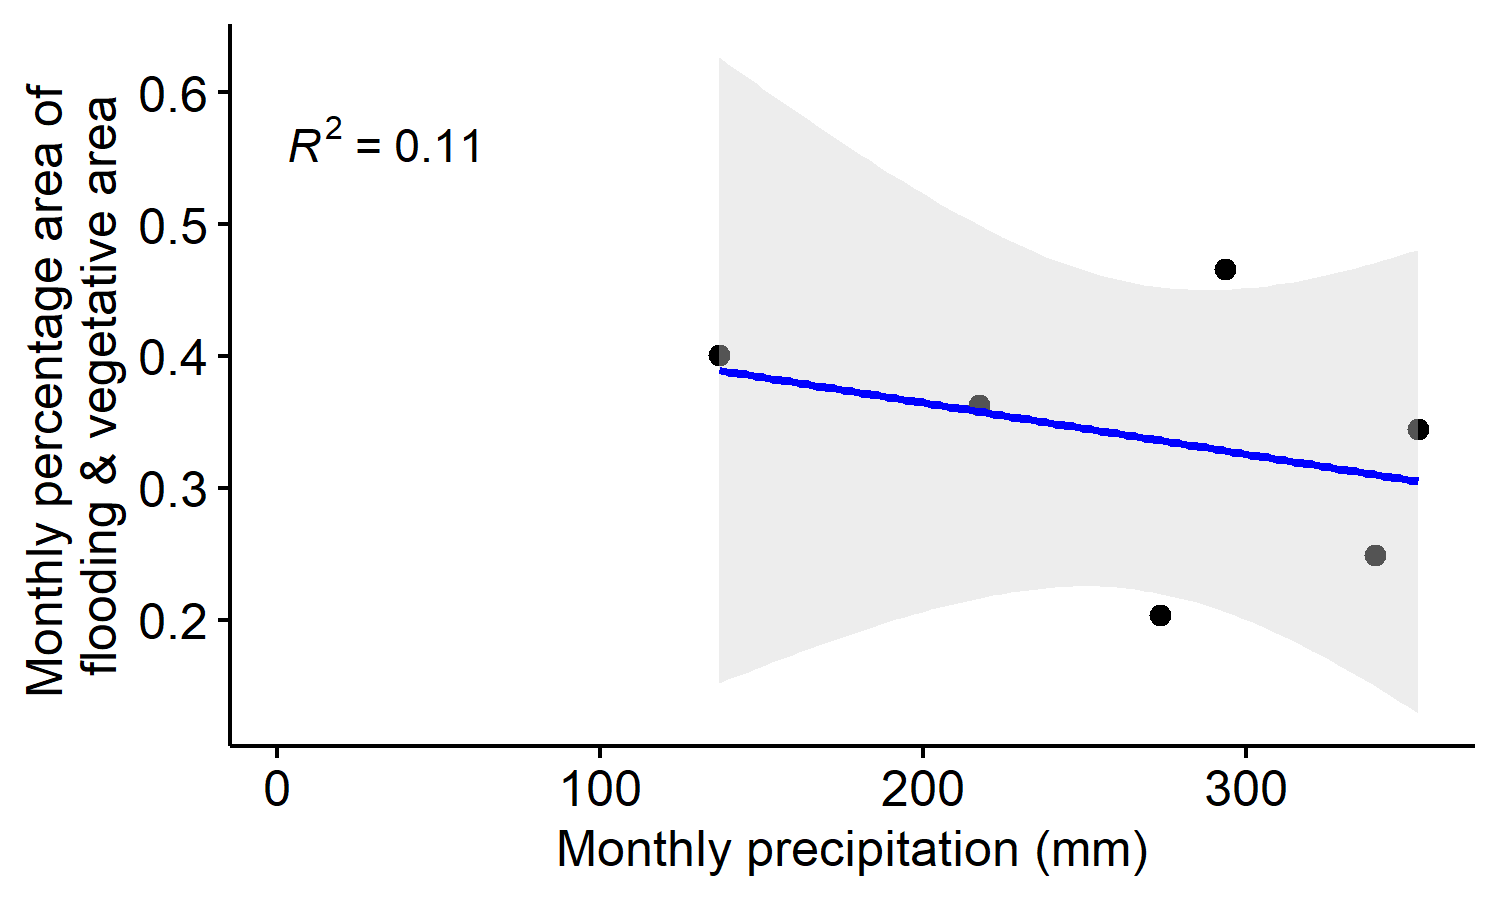 Monthly percentage area of
flooding & vegetative area
0.6
0.5
0.4
0.3
0.2
R² = 0.11
0 100 200 300
Monthly precipitation (mm)